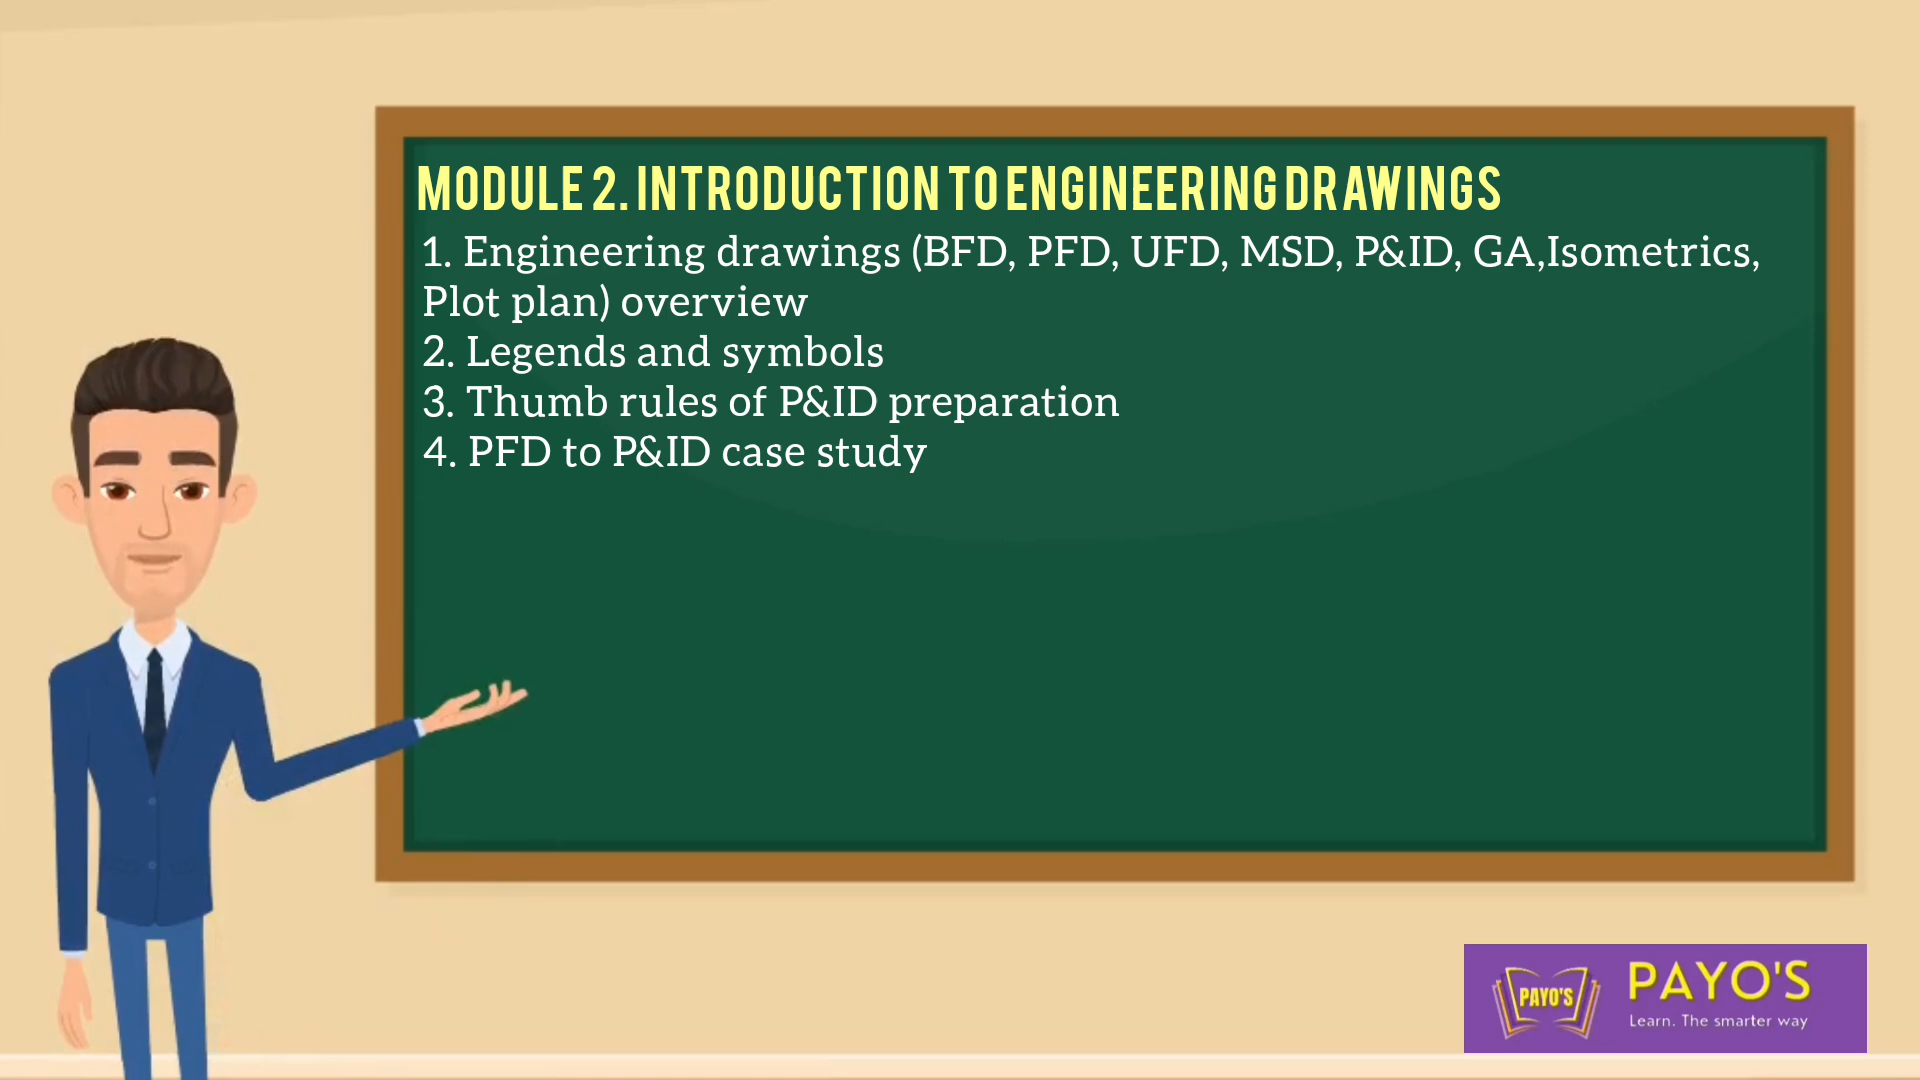 MODULE 2. INTRODUCTION TO ENGINEERING DRAWINGS
1. Engineering drawings (BFD, PFD, UFD, MSD, P&ID, GA,Isometrics,
Plot plan) overview
2. Legends and symbols
3. Thumb rules of P&ID preparation
4. PFD to P&ID case study
PAYO'S
PAYO'S
Learn. The smarter way